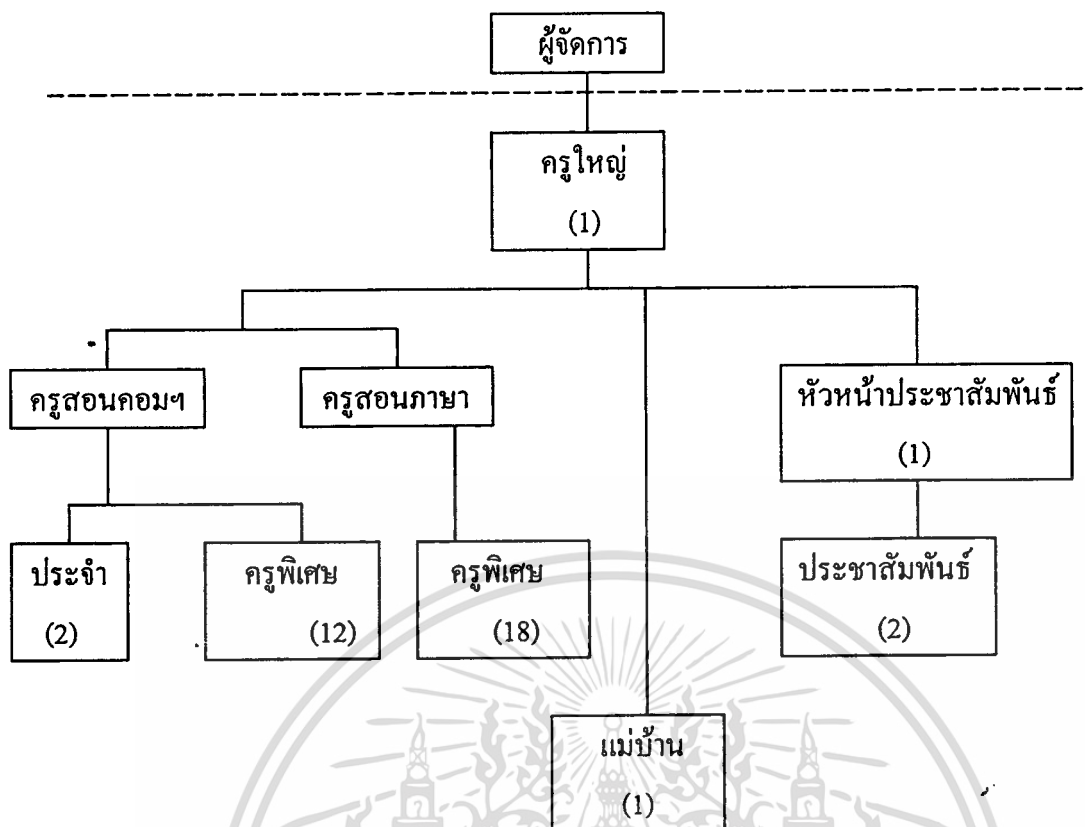 ผู้จัดการ
ครูใหญ่
(1)
ครูสอนคอมฯ
ครูสอนภาษา
หัวหน้าประชาสัมพันธ์
(1)
ประจำ
(2)
ครูพิเศษ
(12)
ครูพิเศษ
(18)
ประชาสัมพันธ์
(2)
แม่บ้าน
(1)